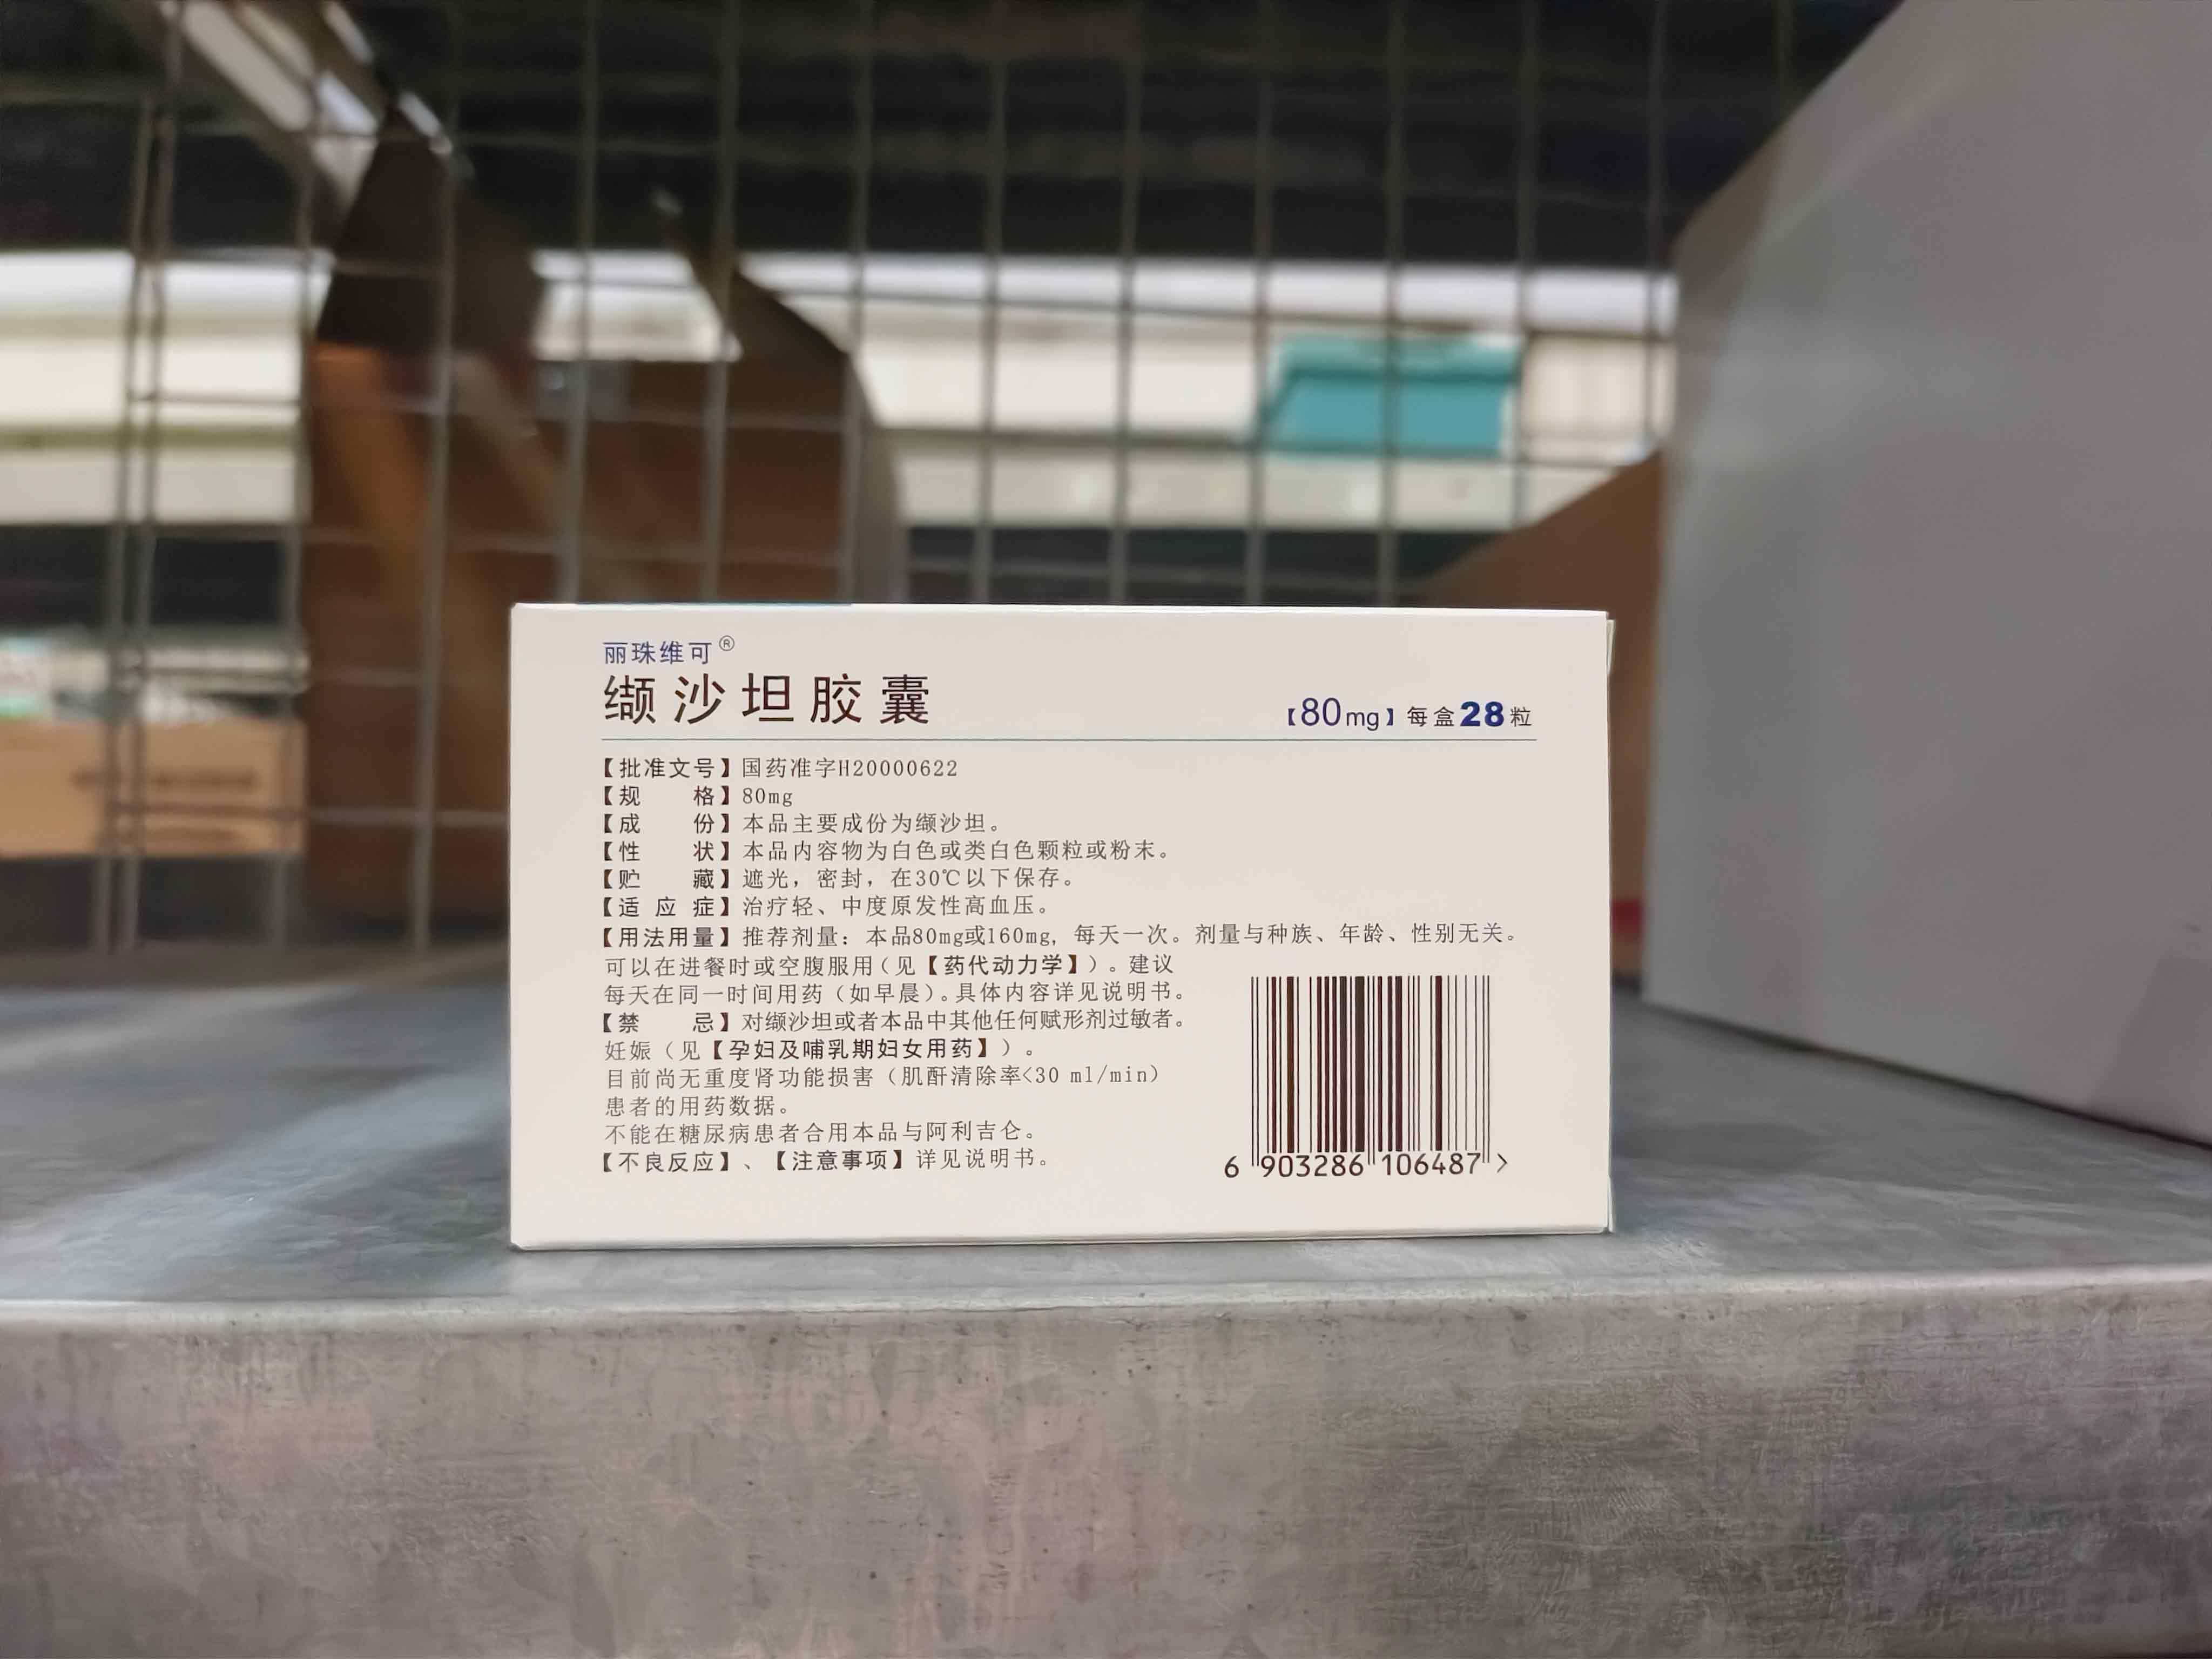 丽珠维可®
缬沙坦胶囊
【80mg】每盒28粒
【批准文号】国药准字H20000622
【规格】80mg
【成份】本品主要成份为缬沙坦。
【性状】本品内容物为白色或类白色颗粒或粉末。
【贮藏】遮光，密封，在30℃以下保存。
【适应症】治疗轻、中度原发性高血压。
【用法用量】推荐剂量：本品80mg或160mg，每天一次。剂量与种族、年龄、性别无关。
可以在进餐时或空腹服用（见【药代动力学】）。建议
每天在同一时间用药（如早晨）。具体内容详见说明书。
【禁忌】对缬沙坦或者本品中其他任何赋形剂过敏者。
妊娠（见【孕妇及哺乳期妇女用药】）。
目前尚无重度肾功能损害（肌酐清除率<30 ml/min）
患者的用药数据。
不能在糖尿病患者合用本品与阿利吉仑。
【不良反应】、【注意事项】详见说明书。
6 903286 106487 >